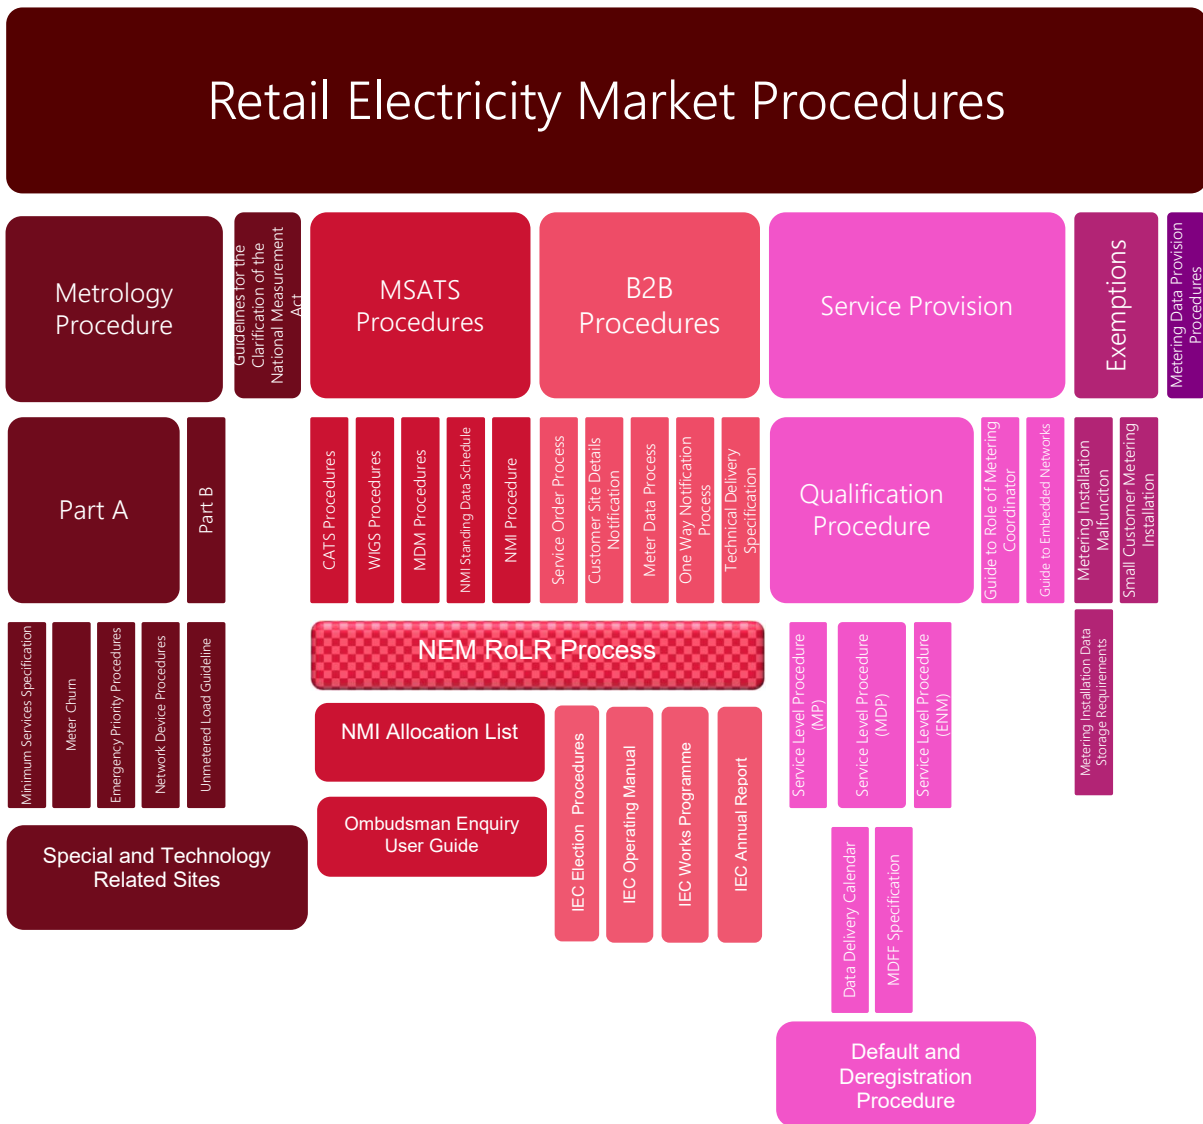 Retail Electricity Market Procedures
Metrology
Procedure
Guidelines for the
Clarification of the
National Measurement
Act
MSATS
Procedures
B2B
Procedures
Service Provision
Exemptions
Metering Data Provision
Procedures
Part A
Part B
CATS Procedures
WIGS Procedures
MDM Procedures
NMI Standing Data Schedule
NMI Procedure
Service Order Process
Customer Site Details
Notification
Meter Data Process
One Way Notification
Process
Technical Delivery
Specification
Qualification
Procedure
Guide to Role of Metering
Coordinator
Guide to Embedded Networks
Metering Installation
Malfunciton
Small Customer Metering
Installation
Minimum Services Specification
Meter Churn
Emergency Priority Procedures
Network Device Procedures
Unmetered Load Guideline
NEM RoLR Process
Service Level Procedure
(MP)
Service Level Procedure
(MDP)
Service Level Procedure
(ENM)
Metering Installation Data
Storage Requirements
NMI Allocation List
Ombudsman Enquiry
User Guide
IEC Election  Procedures
IEC Operating Manual
IEC Works Programme
IEC Annual Report
Special and Technology
Related Sites
Data Delivery Calendar
MDFF Specification
Default and
Deregistration
Procedure